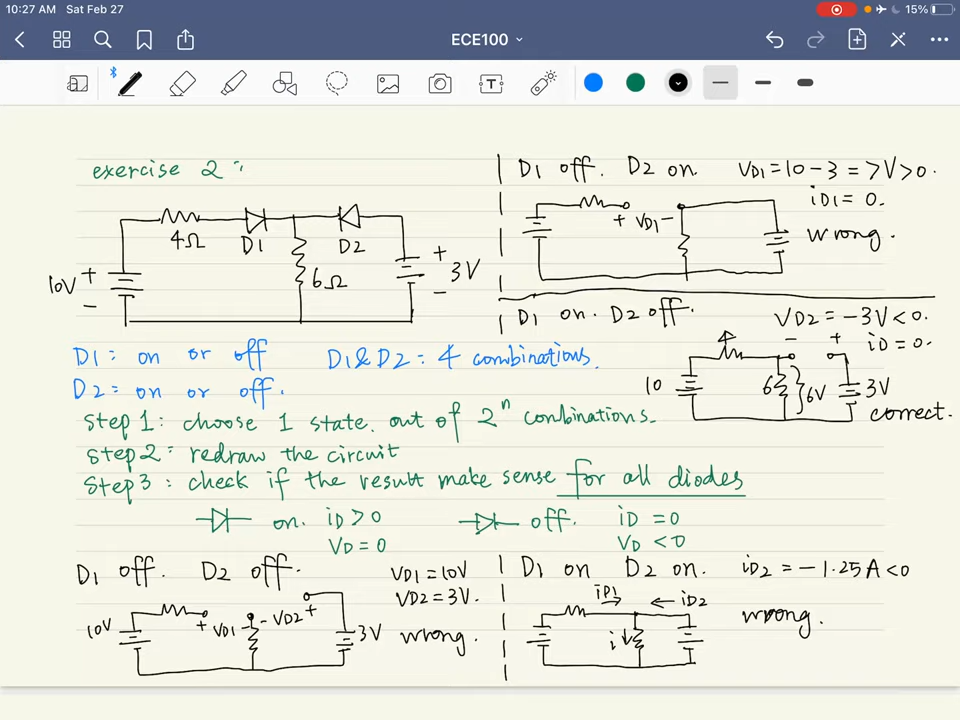 10:27 AM Sat Feb 27
15%
ECE100
exercise 2:
4Ω
D1
D2
10V + −
6Ω
+ 3V −
D1: on or off
D1&D2 = 4 combinations.
D2: on or off.
Step 1: choose 1 state out of 2^n combinations.
Step 2: redraw the circuit
Step 3: check if the result make sense for all diodes
on. iD > 0
VD = 0
off. iD = 0
VD < 0
D1 off. D2 off.
VD1 = 10V
VD2 = 3V.
wrong.
10V
+ VD1 −
− VD2 +
3V
D1 off. D2 on.
VD1 = 10 − 3 = 7V > 0.
iD1 = 0.
wrong.
+ VD1 −
D1 on. D2 off.
VD2 = −3V < 0.
iD = 0.
4
− +
10
6
6V
3V
correct.
D1 on D2 on.
iD2 = −1.25A < 0
wrong.
iD1
iD2
i